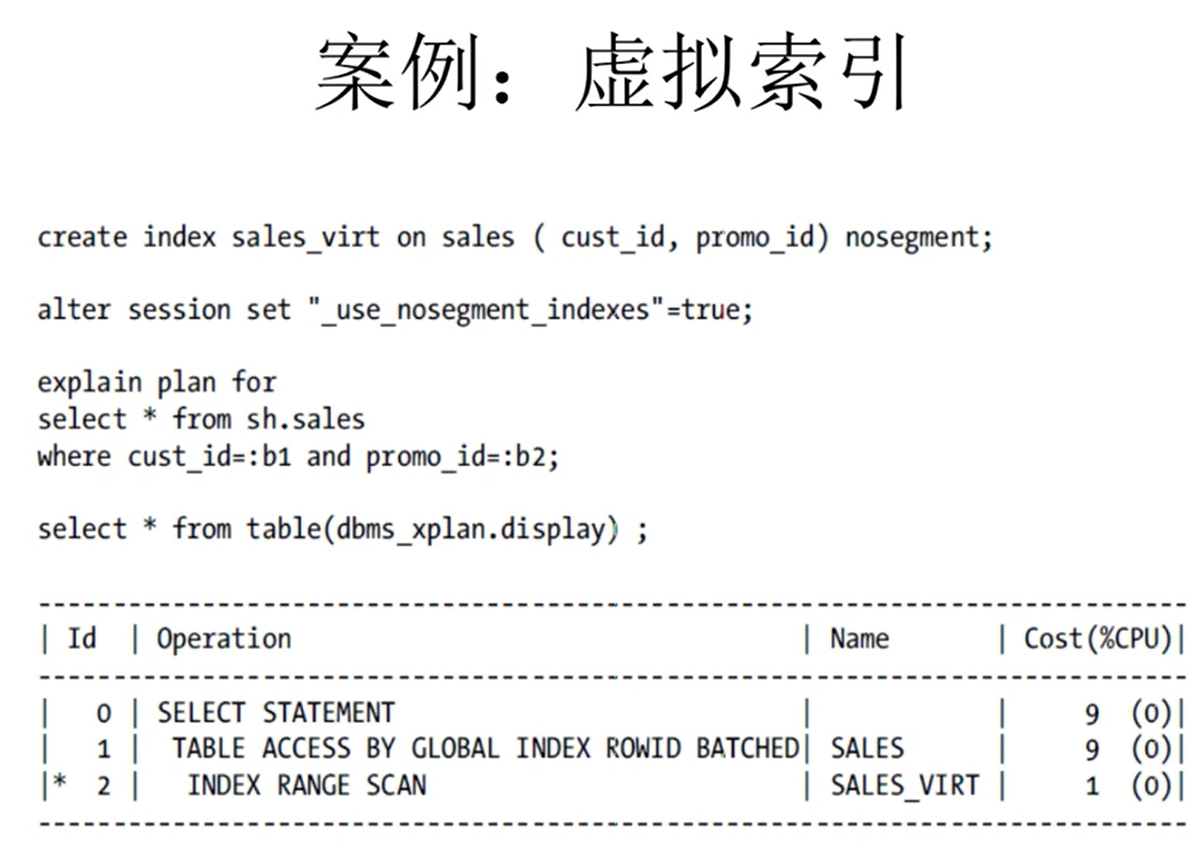 案例：虚拟索引
create index sales_virt on sales ( cust_id, promo_id) nosegment;
alter session set "_use_nosegment_indexes"=true;
explain plan for
select * from sh.sales
where cust_id=:b1 and promo_id=:b2;
select * from table(dbms_xplan.display) ;
-----------------------------------------------------------------------------
| Id  | Operation                                  | Name       | Cost(%CPU)|
-----------------------------------------------------------------------------
|   0 | SELECT STATEMENT                           |            |     9  (0)|
|   1 |  TABLE ACCESS BY GLOBAL INDEX ROWID BATCHED| SALES      |     9  (0)|
|*  2 |   INDEX RANGE SCAN                         | SALES_VIRT |     1  (0)|
-----------------------------------------------------------------------------